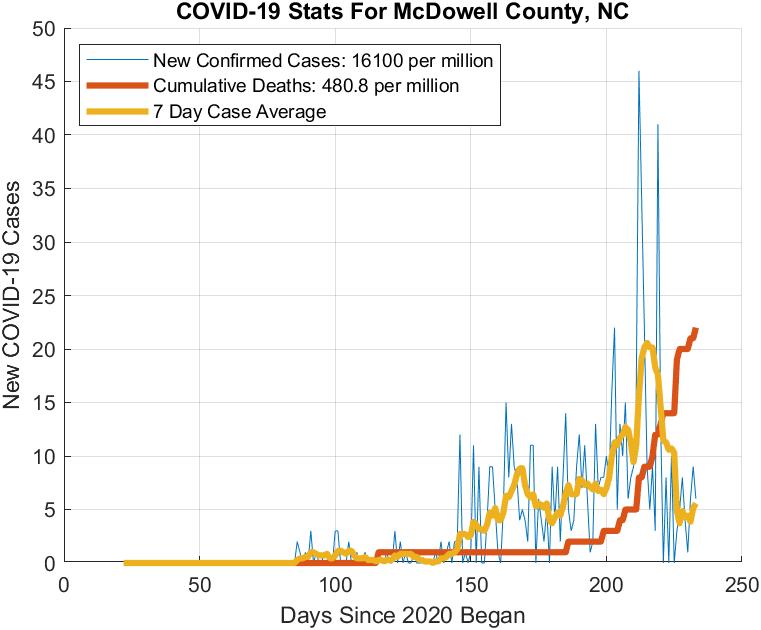 COVID-19 Stats For McDowell County, NC
50
45
40
35
30
25
20
15
10
5
0
New COVID-19 Cases
New Confirmed Cases: 16100 per million
Cumulative Deaths: 480.8 per million
7 Day Case Average
0 50 100 150 200 250
Days Since 2020 Began